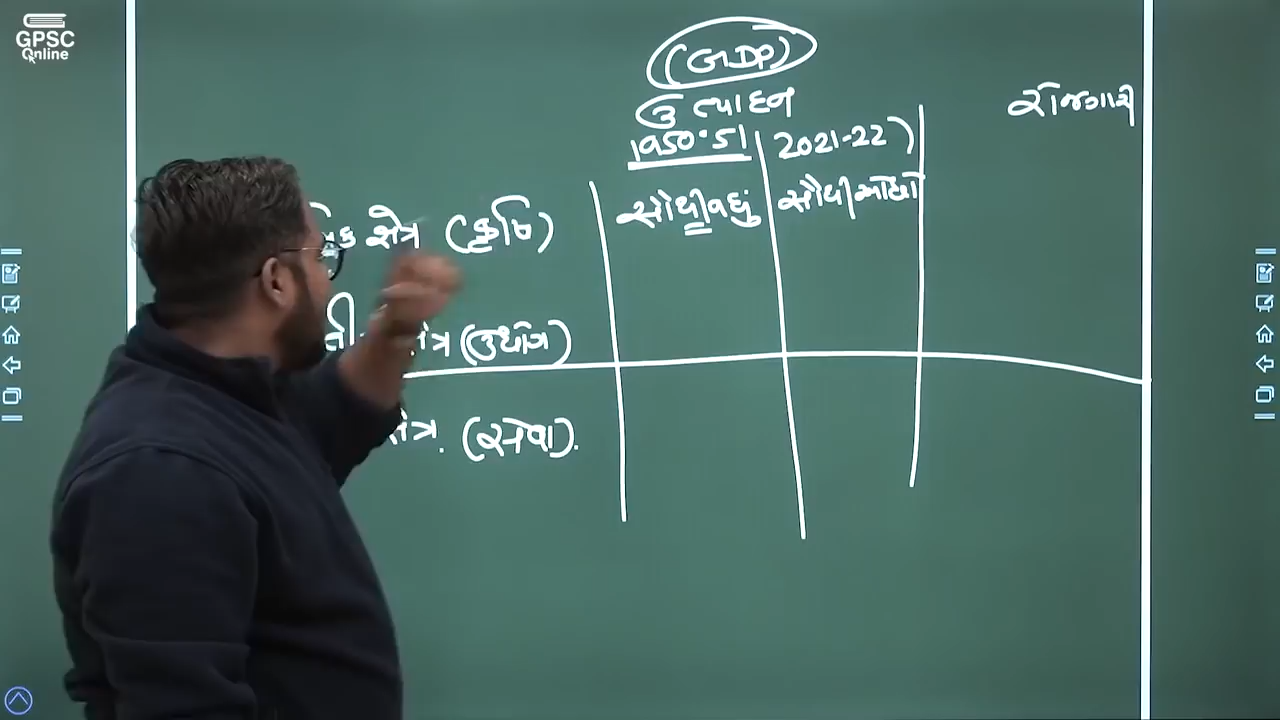 GPSC
Online
(GDP)
ઉત્પાદન
રોજગારી
1950-51 2021-22)
ક્ષેત્ર (કૃષિ) સૌથી વધું સૌથી ઓછો
(ઉદ્યોગ)
(સેવા).